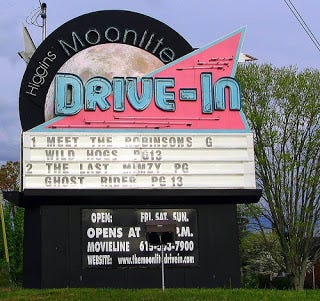 Higgins' Moonlite
DRIVE-IN
1 MEET THE ROBINSONS G
WILD HOGS PG13
2 THE LAST MIMZY PG
GHOST RIDER PG 13
OPEN: FRI. SAT. SUN.
OPENS AT P.M.
MOVIELINE
WEBSITE: www.themoonlitdrivein.com